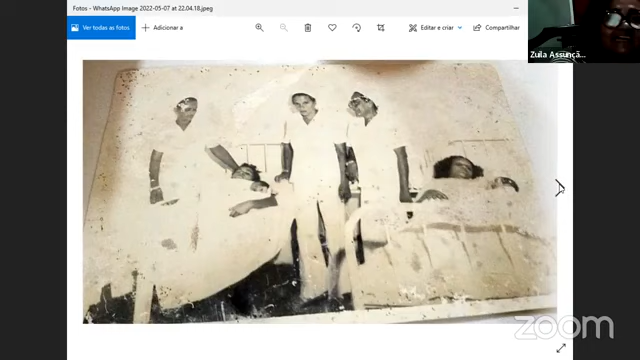 Fotos - WhatsApp Image 2022-05-07 at 22.04.18.jpeg
Ver todas as fotos
Adicionar a
Editar e criar
Compartilhar
Zuila Assunçã...
zoom